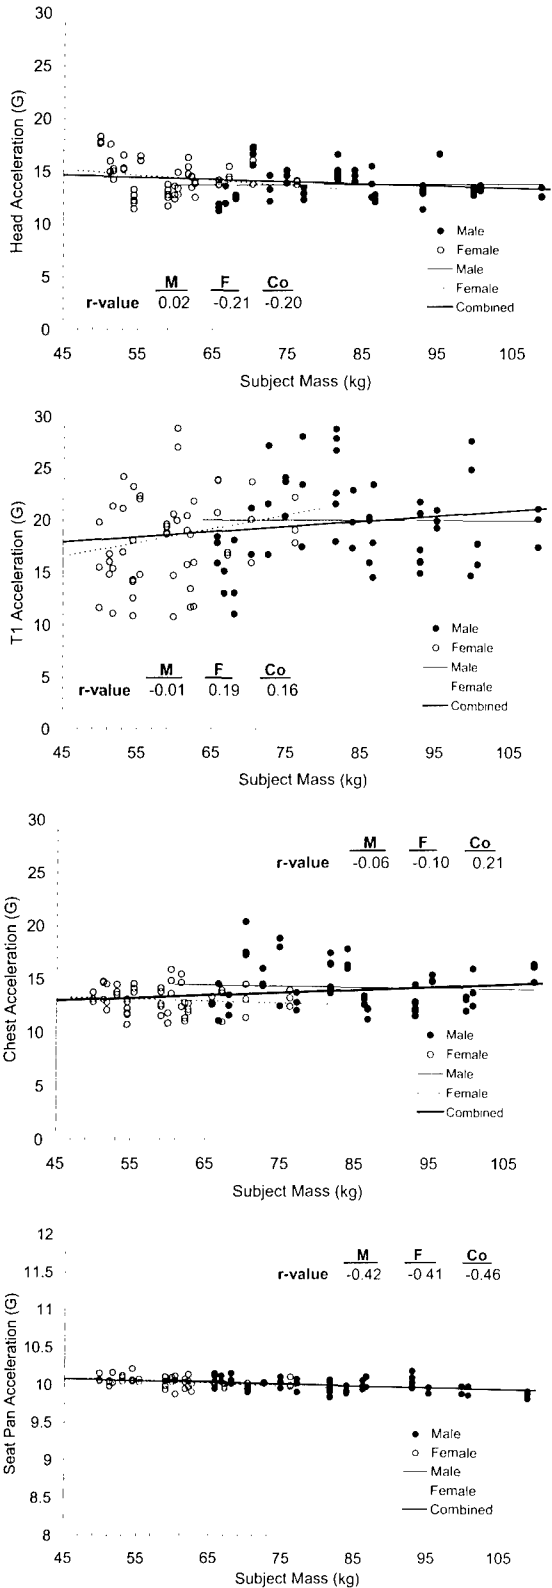 30
25
20
15
10
5
0
Head Acceleration (G)
Male
Female
Male
Female
Combined
M F Co
r-value 0.02 -0.21 -0.20
45 55 65 75 85 95 105
Subject Mass (kg)
30
25
20
15
10
5
0
T1 Acceleration (G)
Male
Female
Male
Female
Combined
M F Co
r-value -0.01 0.19 0.16
45 55 65 75 85 95 105
Subject Mass (kg)
30
25
20
15
10
5
0
Chest Acceleration (G)
M F Co
r-value -0.06 -0.10 0.21
Male
Female
Male
Female
Combined
45 55 65 75 85 95 105
Subject Mass (kg)
12
11.5
11
10.5
10
9.5
9
8.5
8
Seat Pan Acceleration (G)
M F Co
r-value -0.42 -0.41 -0.46
Male
Female
Male
Female
Combined
45 55 65 75 85 95 105
Subject Mass (kg)